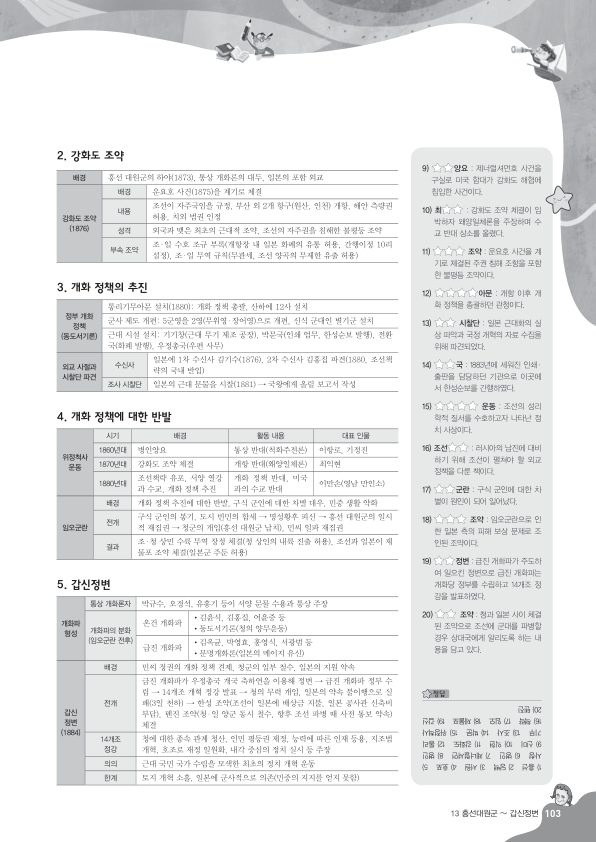 2. 강화도 조약
배경 흥선 대원군의 하야(1873), 통상 개화론의 대두, 일본의 포함 외교
강화도 조약
(1876)
배경 운요호 사건(1875)을 계기로 체결
내용 조선이 자주국임을 규정, 부산 외 2개 항구(원산, 인천) 개항, 해안 측량권
허용, 치외 법권 인정
성격 외국과 맺은 최초의 근대적 조약, 조선의 자주권을 침해한 불평등 조약
부속 조약 조·일 수호 조규 부록(개항장 내 일본 화폐의 유통 허용, 간행이정 10리
설정), 조·일 무역 규칙(무관세, 조선 양곡의 무제한 유출 허용)
3. 개화 정책의 추진
정부 개화
정책
(동도서기론)
통리기무아문 설치(1880): 개화 정책 총괄, 산하에 12사 설치
군사 제도 개편: 5군영을 2영(무위영·장어영)으로 개편, 신식 군대인 별기군 설치
근대 시설 설치: 기기창(근대 무기 제조 공장), 박문국(인쇄 업무, 한성순보 발행), 전환
국(화폐 발행), 우정총국(우편 사무)
외교 사절과
시찰단 파견
수신사 일본에 1차 수신사 김기수(1876), 2차 수신사 김홍집 파견(1880, 조선책
략의 국내 반입)
조사 시찰단 일본의 근대 문물을 시찰(1881) → 국왕에게 올릴 보고서 작성
4. 개화 정책에 대한 반발
위정척사
운동
시기 배경 활동 내용 대표 인물
1860년대 병인양요 통상 반대(척화주전론) 이항로, 기정진
1870년대 강화도 조약 체결 개항 반대(왜양일체론) 최익현
1880년대 조선책략 유포, 서양 열강
과 수교, 개화 정책 추진
개화 정책 반대, 미국
과의 수교 반대
이만손(영남 만인소)
임오군란
배경 개화 정책 추진에 대한 반발, 구식 군인에 대한 차별 대우, 민중 생활 악화
전개 구식 군인의 봉기, 도시 빈민의 합세 → 명성황후 피신 → 흥선 대원군의 일시
적 재집권 → 청군의 개입(흥선 대원군 납치), 민씨 일파 재집권
결과 조·청 상민 수륙 무역 장정 체결(청 상인의 내륙 진출 허용), 조선과 일본이 제
물포 조약 체결(일본군 주둔 허용)
5. 갑신정변
개화파
형성
통상 개화론자 박규수, 오경석, 유홍기 등이 서양 문물 수용과 통상 주장
개화파의 분화
(임오군란 전후)
온건 개화파 • 김윤식, 김홍집, 어윤중 등
• 동도서기론(청의 양무운동)
급진 개화파 • 김옥균, 박영효, 홍영식, 서광범 등
• 문명개화론(일본의 메이지 유신)
갑신
정변
(1884)
배경 민씨 정권의 개화 정책 견제, 청군의 일부 철수, 일본의 지원 약속
전개 급진 개화파가 우정총국 개국 축하연을 이용해 정변 → 급진 개화파 정부 수
립 → 14개조 개혁 정강 발표 → 청의 무력 개입, 일본의 약속 불이행으로 실
패(3일 천하) → 한성 조약(조선이 일본에 배상금 지불, 일본 공사관 신축비
부담), 톈진 조약(청·일 양군 동시 철수, 향후 조선 파병 때 사전 통보 약속)
체결
14개조
정강
청에 대한 종속 관계 청산, 인민 평등권 제정, 능력에 따른 인재 등용, 지조법
개혁, 호조로 재정 일원화, 내각 중심의 정치 실시 등 주장
의의 근대 국민 국가 수립을 모색한 최초의 정치 개혁 운동
한계 토지 개혁 소홀, 일본에 군사적으로 의존(민중의 지지를 얻지 못함)
9) ☆☆양요 : 제너럴셔먼호 사건을
구실로 미국 함대가 강화도 해협에
침입한 사건이다.
10) 최☆☆ : 강화도 조약 체결이 임
박하자 왜양일체론을 주장하며 수
교 반대 상소를 올렸다.
11) ☆☆☆ 조약 : 운요호 사건을 계
기로 체결된 주권 침해 조항을 포함
한 불평등 조약이다.
12) ☆☆☆☆아문 : 개항 이후 개
화 정책을 총괄하던 관청이다.
13) ☆☆ 시찰단 : 일본 근대화의 실
상 파악과 국정 개혁의 자료 수집을
위해 파견되었다.
14) ☆☆국 : 1883년에 세워진 인쇄·
출판을 담당하던 기관으로 이곳에
서 한성순보를 간행하였다.
15) ☆☆☆☆ 운동 : 조선의 성리
학적 질서를 수호하고자 나타난 정
치 사상이다.
16) 조선☆☆ : 러시아의 남진에 대비
하기 위해 조선이 펼쳐야 할 외교
정책을 다룬 책이다.
17) ☆☆군란 : 구식 군인에 대한 차
별이 원인이 되어 일어났다.
18) ☆☆☆ 조약 : 임오군란으로 인
한 일본 측의 피해 보상 문제로 조
인된 조약이다.
19) ☆☆정변 : 급진 개화파가 주도하
며 일으킨 정변으로 급진 개화파는
개화당 정부를 수립하고 14개조 정
강을 발표하였다.
20) ☆☆ 조약 : 청과 일본 사이 체결
된 조약으로 조선에 군대를 파병할
경우 상대국에게 알리도록 하는 내
용을 담고 있다.
정답
13 흥선대원군 ~ 갑신정변 103